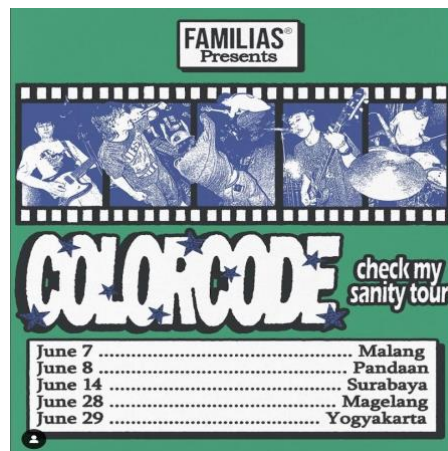 FAMILIAS®
Presents
COLORCODE
check my
sanity tour
June 7 ........................................ Malang
June 8 ........................................ Pandaan
June 14 ........................................ Surabaya
June 28 ........................................ Magelang
June 29 ........................................ Yogyakarta